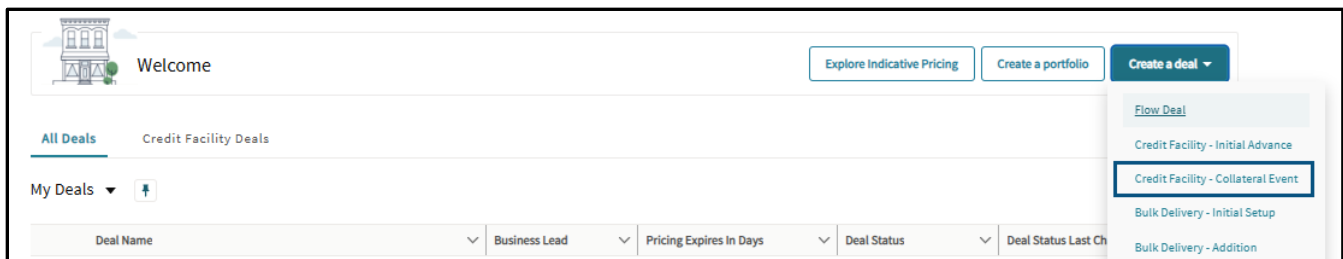 Welcome
Explore Indicative Pricing
Create a portfolio
Create a deal
Flow Deal
Credit Facility - Initial Advance
Credit Facility - Collateral Event
Bulk Delivery - Initial Setup
Bulk Delivery - Addition
All Deals
Credit Facility Deals
My Deals
Deal Name
Business Lead
Pricing Expires In Days
Deal Status
Deal Status Last Ch